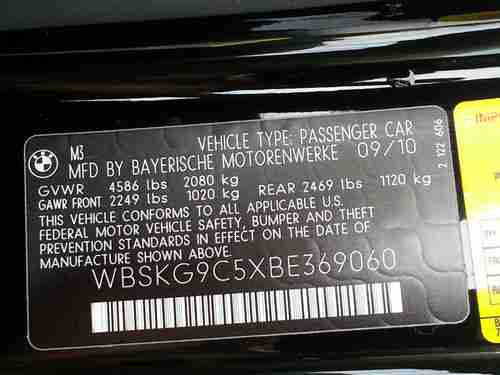 BMW
M3
VEHICLE TYPE: PASSENGER CAR
MFD BY BAYERISCHE MOTORENWERKE 09/10
GVWR 4586 lbs 2080 kg
GAWR FRONT 2249 lbs 1020 kg REAR 2469 lbs 1120 kg
THIS VEHICLE CONFORMS TO ALL APPLICABLE U.S.
FEDERAL MOTOR VEHICLE SAFETY, BUMPER AND THEFT
PREVENTION STANDARDS IN EFFECT ON THE DATE OF
MANUFACTURE SHOWN ABOVE.
WBSKG9C5XBE369060
2 122 606